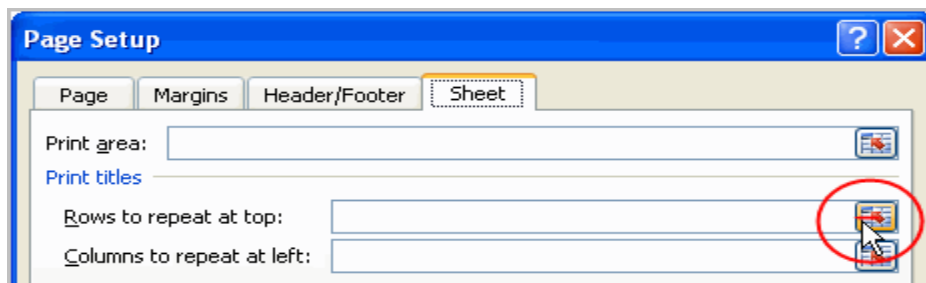 Page Setup
Page Margins Header/Footer Sheet
Print area:
Print titles
Rows to repeat at top:
Columns to repeat at left: